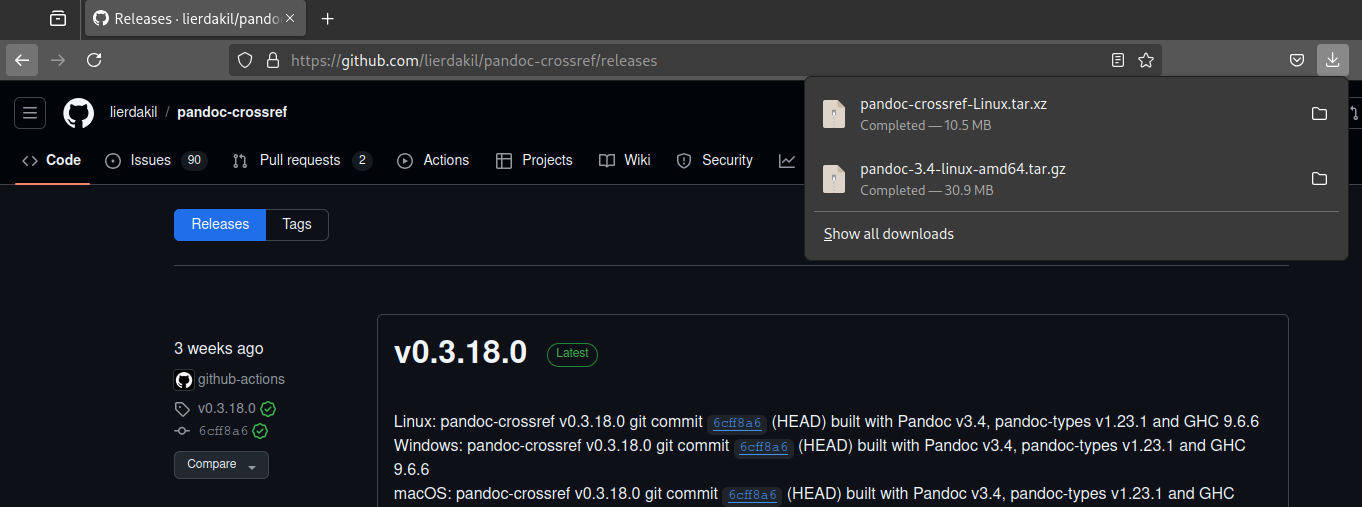 Releases · lierdakil/pando
https://github.com/lierdakil/pandoc-crossref/releases
pandoc-crossref-Linux.tar.xz
Completed — 10.5 MB
pandoc-3.4-linux-amd64.tar.gz
Completed — 30.9 MB
Show all downloads
lierdakil / pandoc-crossref
Code Issues 90 Pull requests 2 Actions Projects Wiki Security
Releases Tags
3 weeks ago
github-actions
v0.3.18.0
6cff8a6
Compare
v0.3.18.0 Latest
Linux: pandoc-crossref v0.3.18.0 git commit 6cff8a6 (HEAD) built with Pandoc v3.4, pandoc-types v1.23.1 and GHC 9.6.6
Windows: pandoc-crossref v0.3.18.0 git commit 6cff8a6 (HEAD) built with Pandoc v3.4, pandoc-types v1.23.1 and GHC
9.6.6
macOS: pandoc-crossref v0.3.18.0 git commit 6cff8a6 (HEAD) built with Pandoc v3.4, pandoc-types v1.23.1 and GHC